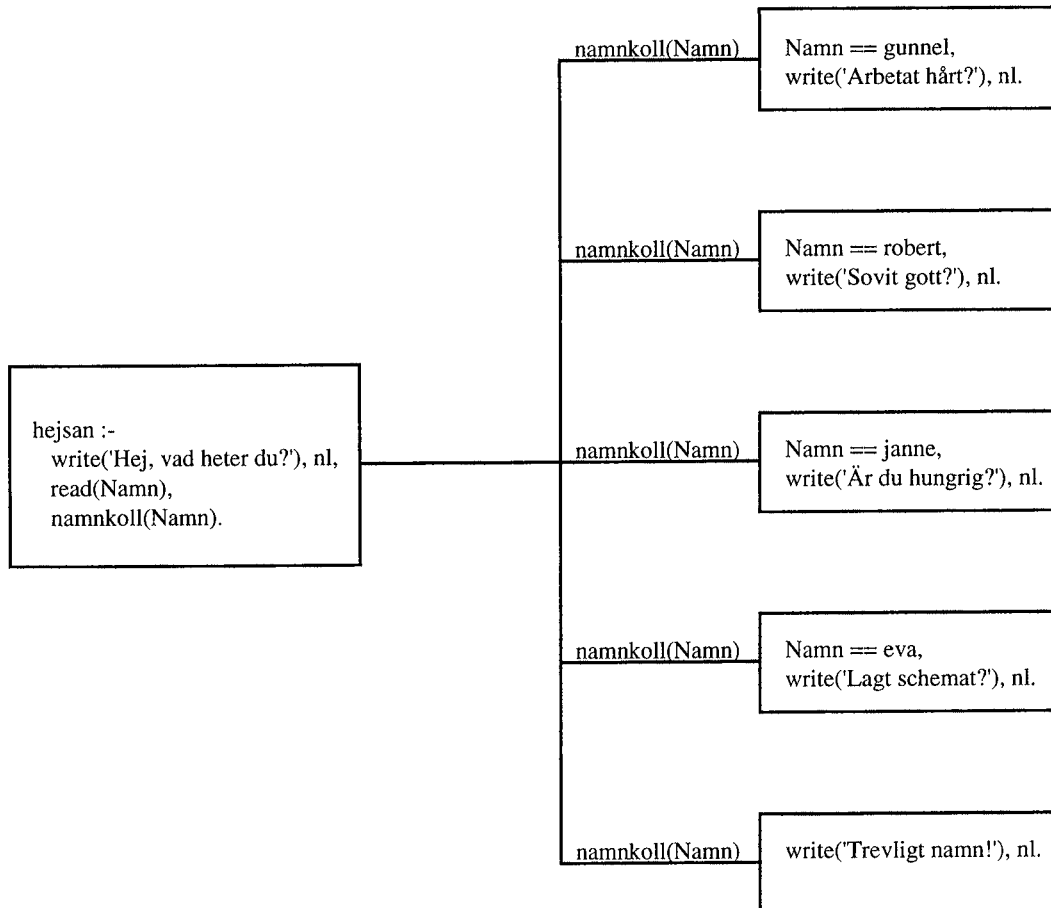 namnkoll(Namn)
Namn == gunnel,
write('Arbetat hårt?'), nl.
namnkoll(Namn)
Namn == robert,
write('Sovit gott?'), nl.
hejsan :-
write('Hej, vad heter du?'), nl,
read(Namn),
namnkoll(Namn).
namnkoll(Namn)
Namn == janne,
write('Är du hungrig?'), nl.
namnkoll(Namn)
Namn == eva,
write('Lagt schemat?'), nl.
namnkoll(Namn)
write('Trevligt namn!'), nl.